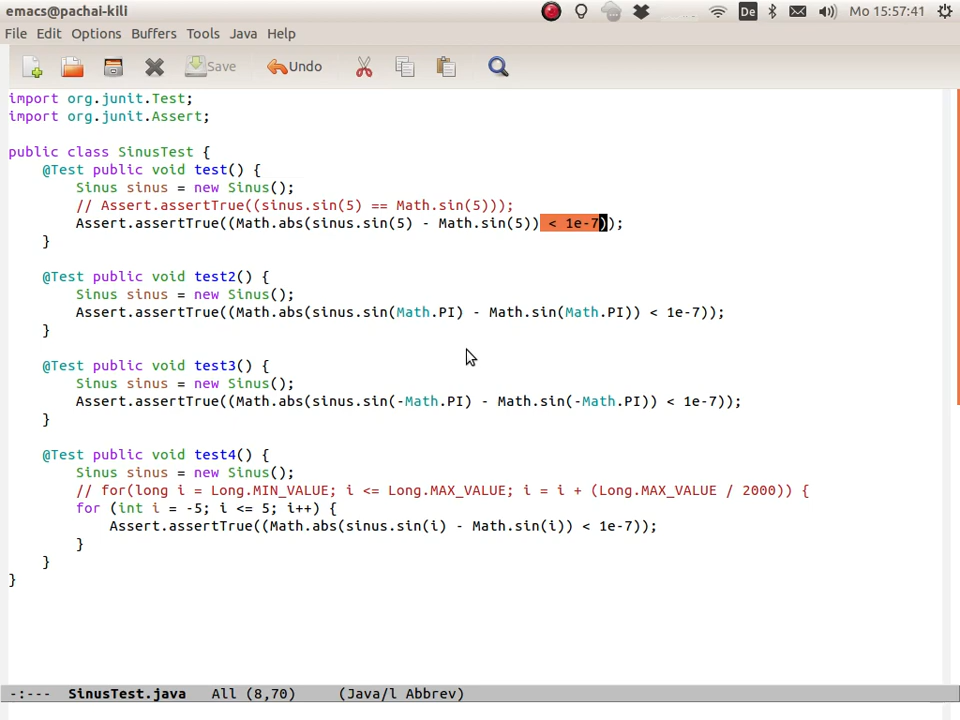 emacs@pachai-kili De Mo 15:57:41
File Edit Options Buffers Tools Java Help
Save Undo
import org.junit.Test;
import org.junit.Assert;
public class SinusTest {
@Test public void test() {
Sinus sinus = new Sinus();
// Assert.assertTrue((sinus.sin(5) == Math.sin(5)));
Assert.assertTrue((Math.abs(sinus.sin(5) - Math.sin(5)) < 1e-7));
}
@Test public void test2() {
Sinus sinus = new Sinus();
Assert.assertTrue((Math.abs(sinus.sin(Math.PI) - Math.sin(Math.PI)) < 1e-7));
}
@Test public void test3() {
Sinus sinus = new Sinus();
Assert.assertTrue((Math.abs(sinus.sin(-Math.PI) - Math.sin(-Math.PI)) < 1e-7));
}
@Test public void test4() {
Sinus sinus = new Sinus();
// for(long i = Long.MIN_VALUE; i <= Long.MAX_VALUE; i = i + (Long.MAX_VALUE / 2000)) {
for (int i = -5; i <= 5; i++) {
Assert.assertTrue((Math.abs(sinus.sin(i) - Math.sin(i)) < 1e-7));
}
}
}
-:--- SinusTest.java All (8,70) (Java/l Abbrev)